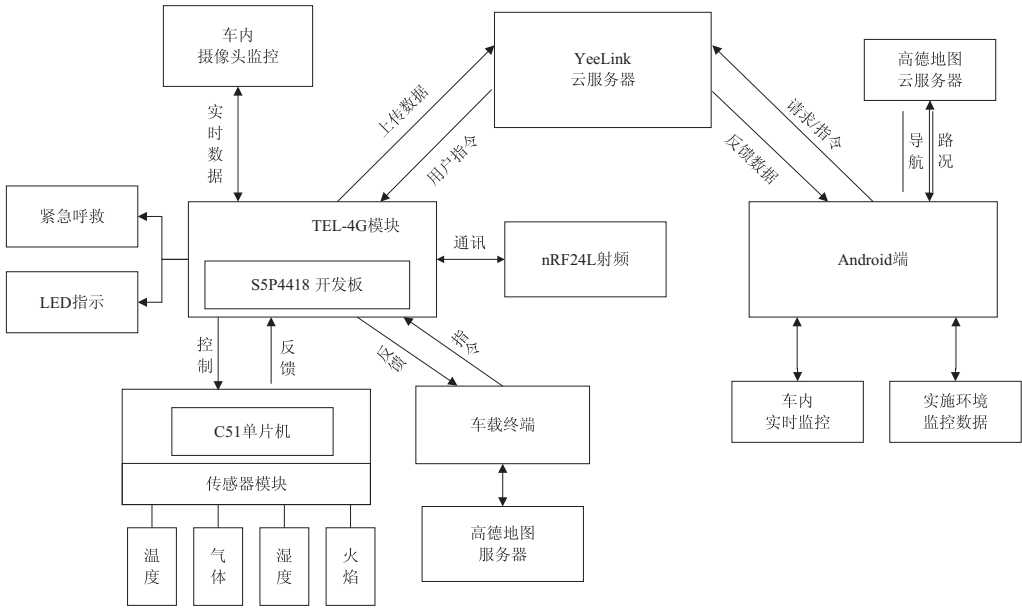 车内
摄像头监控
YeeLink
云服务器
高德地图
云服务器
实时数据
上传数据
用户指令
请求/指令
反馈数据
导航
路况
紧急呼救
LED指示
TEL-4G模块
S5P4418 开发板
通讯
nRF24L射频
Android端
控制
反馈
反馈
指令
C51单片机
传感器模块
车载终端
车内
实时监控
实施环境
监控数据
高德地图
服务器
温度
气体
湿度
火焰